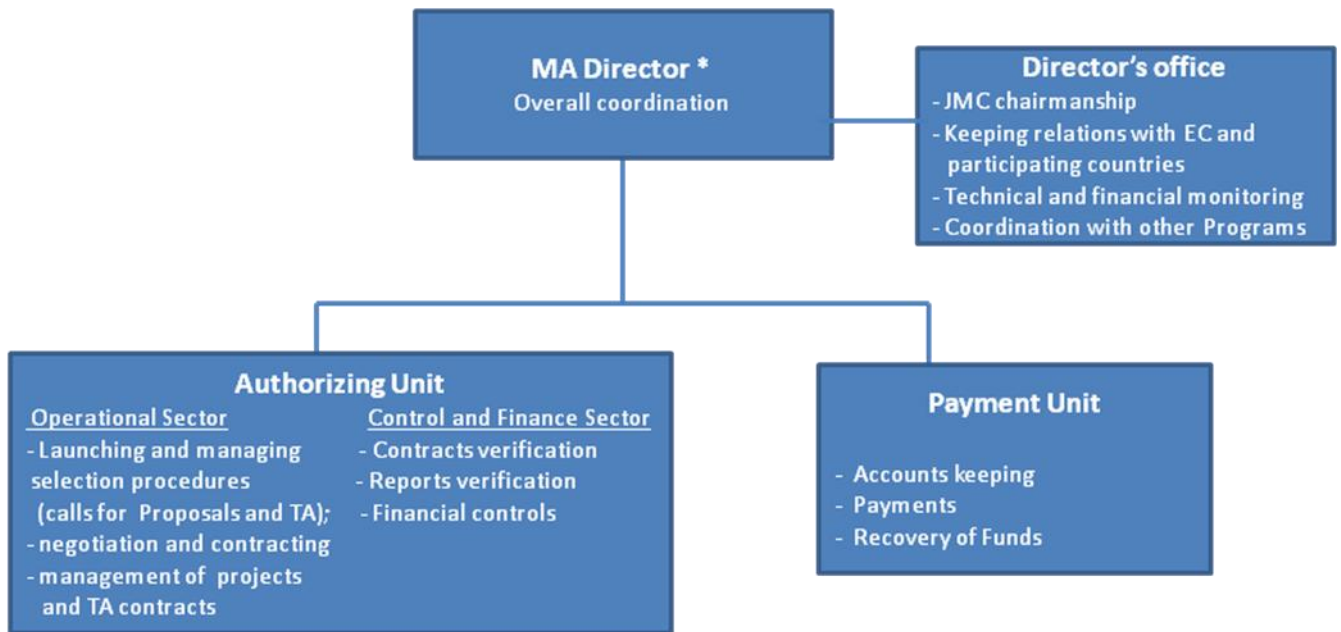 MA Director *
Overall coordination
Director's office
- JMC chairmanship
- Keeping relations with EC and
participating countries
- Technical and financial monitoring
- Coordination with other Programs
Authorizing Unit
Operational Sector
- Launching and managing
selection procedures
(calls for Proposals and TA);
- negotiation and contracting
- management of projects
and TA contracts
Control and Finance Sector
- Contracts verification
- Reports verification
- Financial controls
Payment Unit
- Accounts keeping
- Payments
- Recovery of Funds